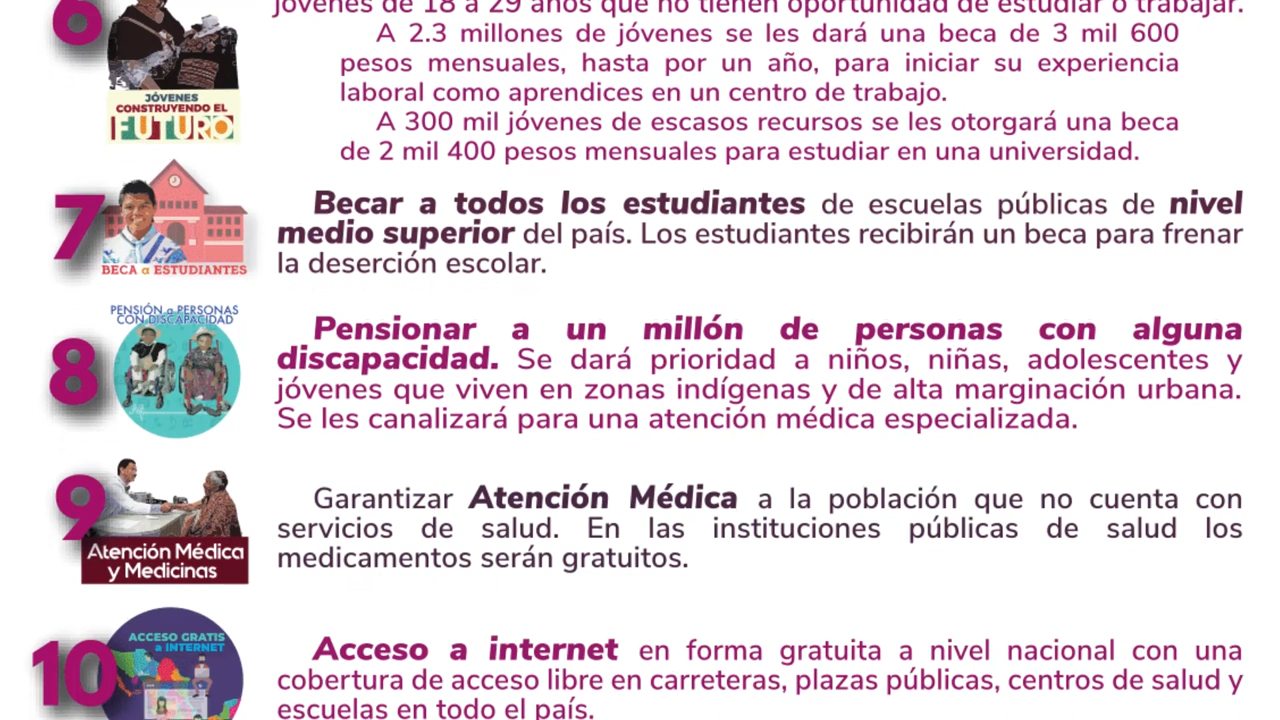 6
jóvenes de 18 a 29 años que no tienen oportunidad de estudiar o trabajar.
A 2.3 millones de jóvenes se les dará una beca de 3 mil 600
pesos mensuales, hasta por un año, para iniciar su experiencia
laboral como aprendices en un centro de trabajo.
A 300 mil jóvenes de escasos recursos se les otorgará una beca
de 2 mil 400 pesos mensuales para estudiar en una universidad.
JÓVENES
CONSTRUYENDO EL
FUTURO
7
BECA a ESTUDIANTES
Becar a todos los estudiantes de escuelas públicas de nivel
medio superior del país. Los estudiantes recibirán un beca para frenar
la deserción escolar.
8
PENSIÓN a PERSONAS
CON DISCAPACIDAD
Pensionar a un millón de personas con alguna
discapacidad. Se dará prioridad a niños, niñas, adolescentes y
jóvenes que viven en zonas indígenas y de alta marginación urbana.
Se les canalizará para una atención médica especializada.
9
Atención Médica
y Medicinas
Garantizar Atención Médica a la población que no cuenta con
servicios de salud. En las instituciones públicas de salud los
medicamentos serán gratuitos.
10
ACCESO GRATIS
a INTERNET
Acceso a internet en forma gratuita a nivel nacional con una
cobertura de acceso libre en carreteras, plazas públicas, centros de salud y
escuelas en todo el país.